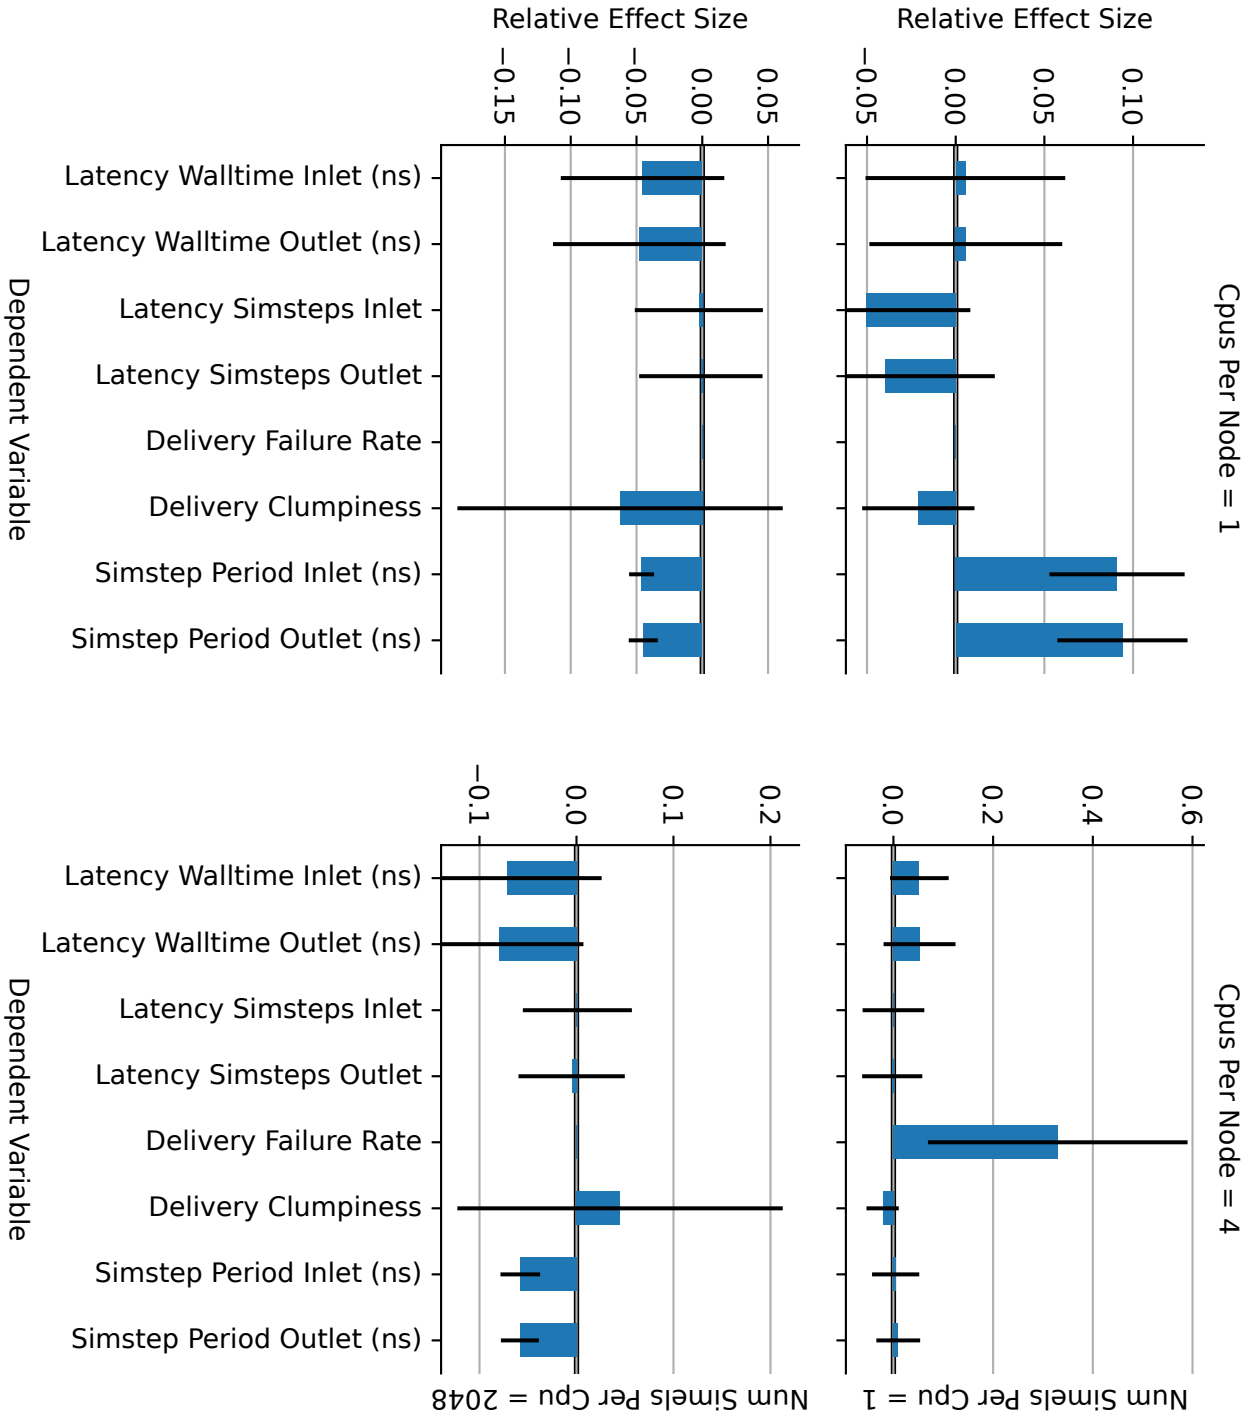 Cpus Per Node = 1
Relative Effect Size
0.10
0.05
0.00
−0.05
Cpus Per Node = 4
0.6
0.4
0.2
0.0
Num Simels Per Cpu = 1
Relative Effect Size
0.05
0.00
−0.05
−0.10
−0.15
Latency Walltime Inlet (ns)
Latency Walltime Outlet (ns)
Latency Simsteps Inlet
Latency Simsteps Outlet
Delivery Failure Rate
Delivery Clumpiness
Simstep Period Inlet (ns)
Simstep Period Outlet (ns)
Dependent Variable
0.2
0.1
0.0
−0.1
Num Simels Per Cpu = 2048
Latency Walltime Inlet (ns)
Latency Walltime Outlet (ns)
Latency Simsteps Inlet
Latency Simsteps Outlet
Delivery Failure Rate
Delivery Clumpiness
Simstep Period Inlet (ns)
Simstep Period Outlet (ns)
Dependent Variable